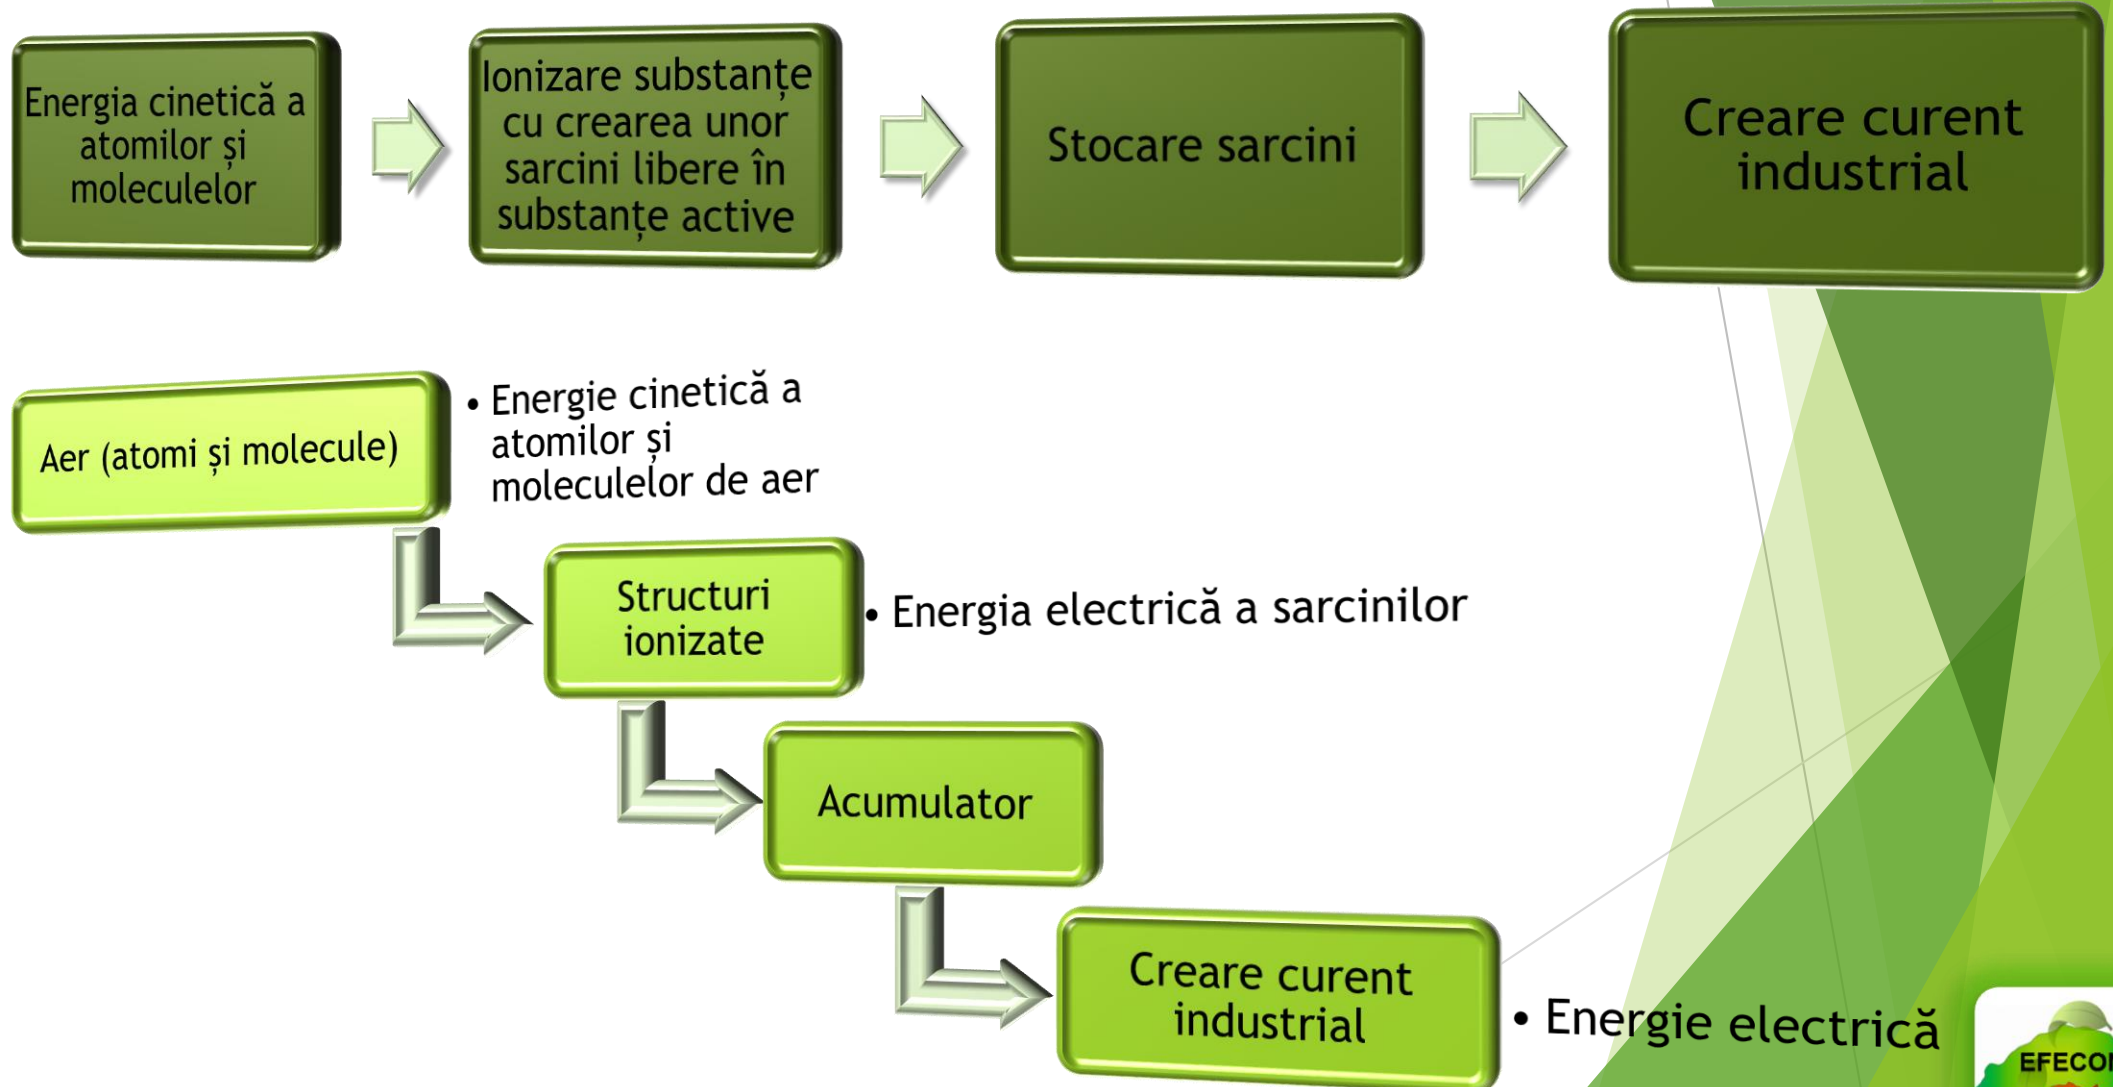 Energia cinetică a
atomilor și
moleculelor
Ionizare substanțe
cu crearea unor
sarcini libere în
substanțe active
Stocare sarcini
Creare curent
industrial
Aer (atomi și molecule)
• Energie cinetică a
atomilor și
moleculelor de aer
Structuri
ionizate
• Energia electrică a sarcinilor
Acumulator
Creare curent
industrial
• Energie electrică